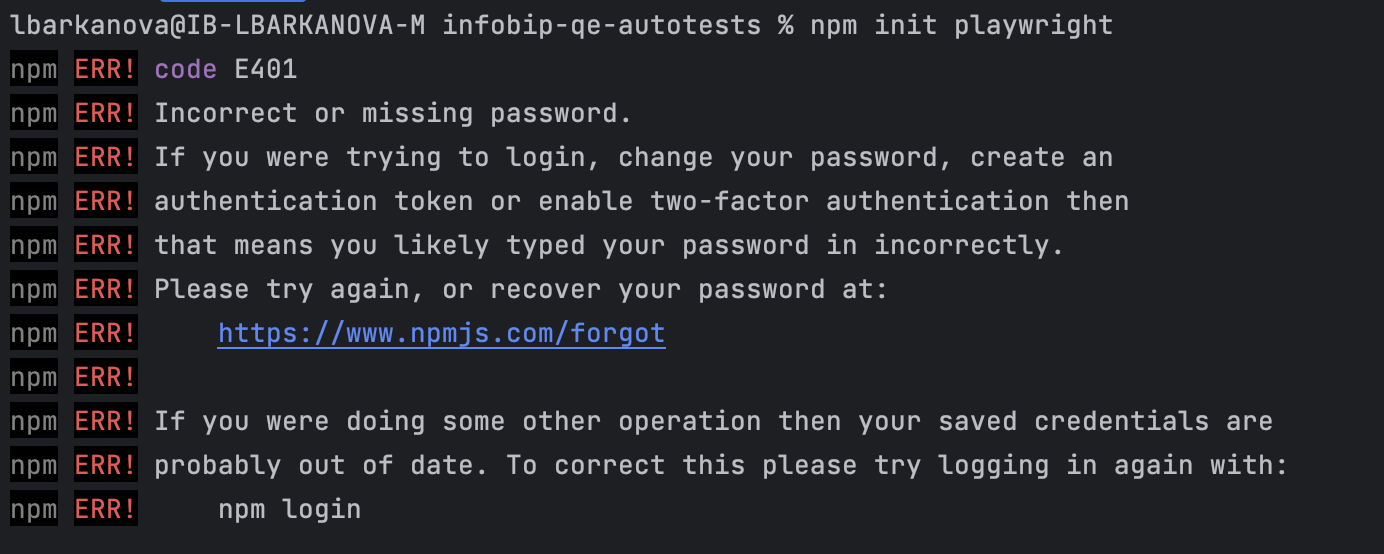 lbarkanova@IB-LBARKANOVA-M infobip-qe-autotests % npm init playwright
npm ERR! code E401
npm ERR! Incorrect or missing password.
npm ERR! If you were trying to login, change your password, create an
npm ERR! authentication token or enable two-factor authentication then
npm ERR! that means you likely typed your password in incorrectly.
npm ERR! Please try again, or recover your password at:
npm ERR!     https://www.npmjs.com/forgot
npm ERR!
npm ERR! If you were doing some other operation then your saved credentials are
npm ERR! probably out of date. To correct this please try logging in again with:
npm ERR!     npm login